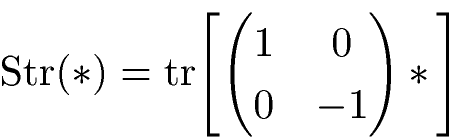 Str(∗) = tr[(1 0
0 −1) ∗]